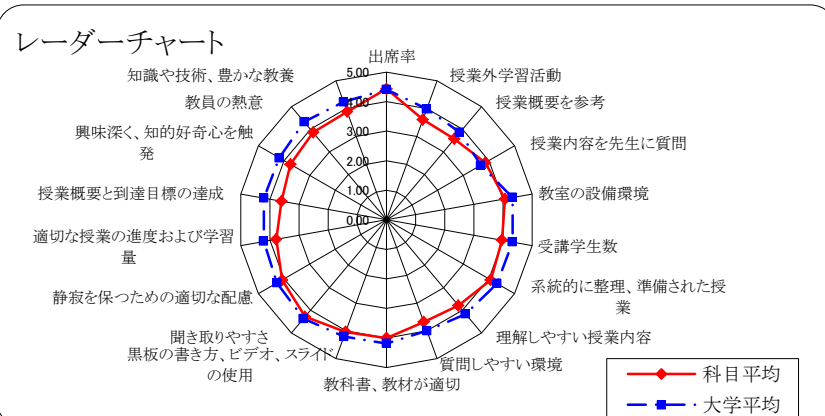 レーダーチャート
出席率
授業外学習活動
授業概要を参考
授業内容を先生に質問
教室の設備環境
受講学生数
系統的に整理、準備された授
業
理解しやすい授業内容
質問しやすい環境
教科書、教材が適切
黒板の書き方、ビデオ、スライド
の使用
聞き取りやすさ
静寂を保つための適切な配慮
適切な授業の進度および学習
量
授業概要と到達目標の達成
興味深く、知的好奇心を触
発
教員の熱意
知識や技術、豊かな教養
5.00
4.00
3.00
2.00
1.00
0.00
科目平均
大学平均